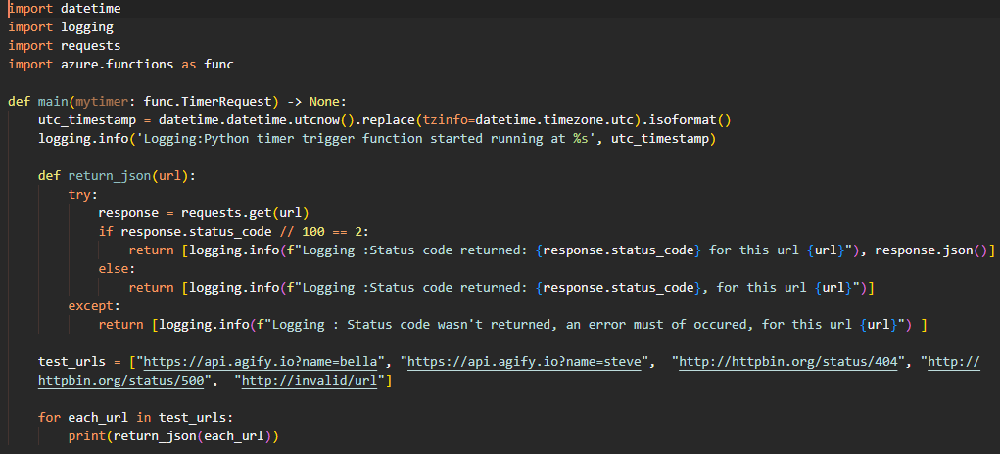 import datetime
import logging
import requests
import azure.functions as func

def main(mytimer: func.TimerRequest) -> None:
    utc_timestamp = datetime.datetime.utcnow().replace(tzinfo=datetime.timezone.utc).isoformat()
    logging.info('Logging:Python timer trigger function started running at %s', utc_timestamp)

    def return_json(url):
        try:
            response = requests.get(url)
            if response.status_code // 100 == 2:
                return [logging.info(f"Logging :Status code returned: {response.status_code} for this url {url}"), response.json()]
            else:
                return [logging.info(f"Logging :Status code returned: {response.status_code}, for this url {url}")]
        except:
            return [logging.info(f"Logging : Status code wasn't returned, an error must of occured, for this url {url}") ]

    test_urls = ["https://api.agify.io?name=bella", "https://api.agify.io?name=steve",  "http://httpbin.org/status/404", "http://
    httpbin.org/status/500",  "http://invalid/url"]

    for each_url in test_urls:
        print(return_json(each_url))